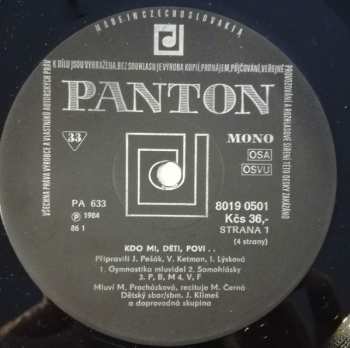 MADE IN CZECHOSLOVAKIA
K DÍLU JSOU VYHRAZENA. BEZ SOUHLASU JE VÝROBA KOPIÍ, PRONÁJEM, PŮJČOVÁNÍ, VEŘEJNÉ
PROVOZOVÁNÍ A ROZHLASOVÉ ŠÍŘENÍ TÉTO DESKY ZAKÁZÁNO
VŠECHNA PRÁVA VÝROBCE A VLASTNÍKŮ AUTORSKÝCH PRÁV
PANTON
33
MONO
OSA
OSVU
PA 633
Ⓟ 1984
86 1
8019 0501
Kčs 36,-
STRANA 1
(4 strany)
KDO MI, DĚTI, POVÍ . .
Připravili J. Pešák, V. Ketman, I. Lýsková
1. Gymnastika mluvidel 2. Samohlásky
3. P, B, M 4. V, F
Mluví M. Procházková, recituje M. Černá
Dětský sbor/sbm. J. Klimeš
a doprovodná skupina